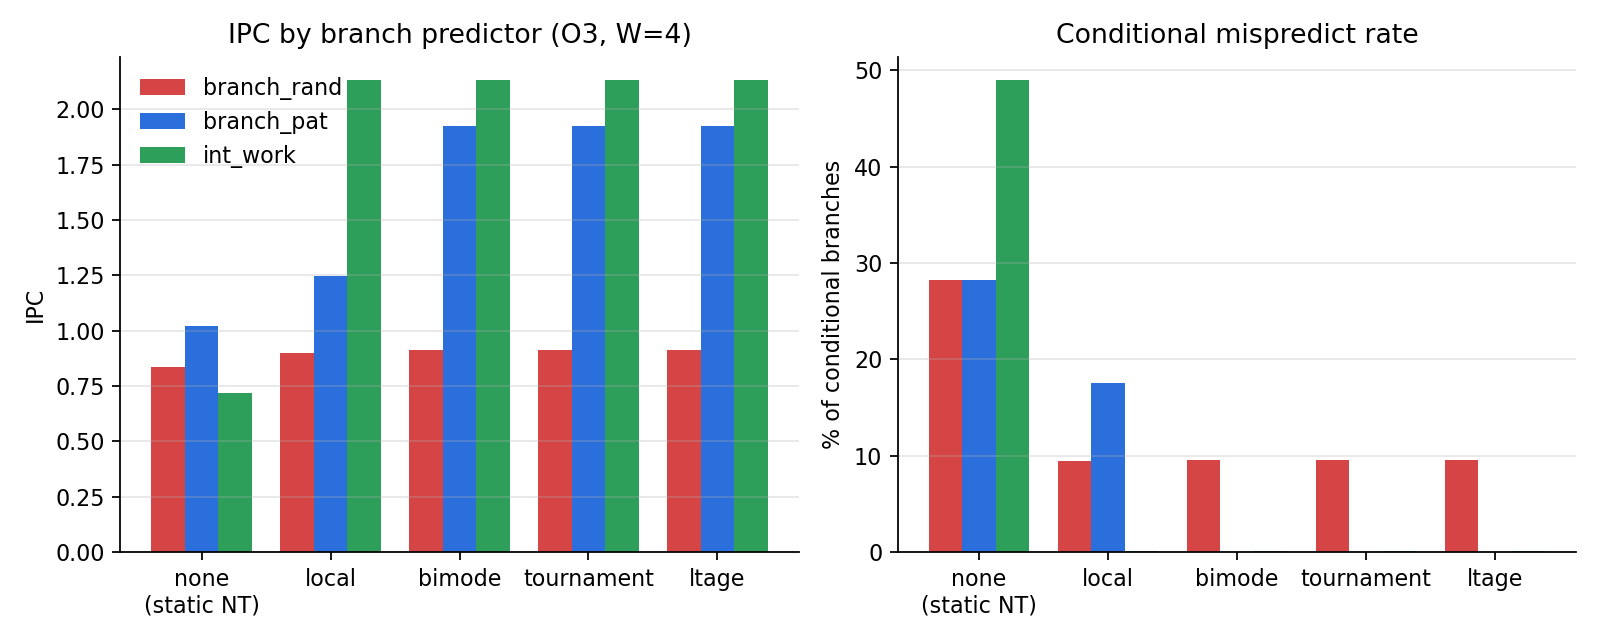 IPC by branch predictor (O3, W=4)
IPC
2.00
1.75
1.50
1.25
1.00
0.75
0.50
0.25
0.00
branch_rand
branch_pat
int_work
none
(static NT)
local
bimode
tournament
ltage
Conditional mispredict rate
% of conditional branches
50
40
30
20
10
0
none
(static NT)
local
bimode
tournament
ltage